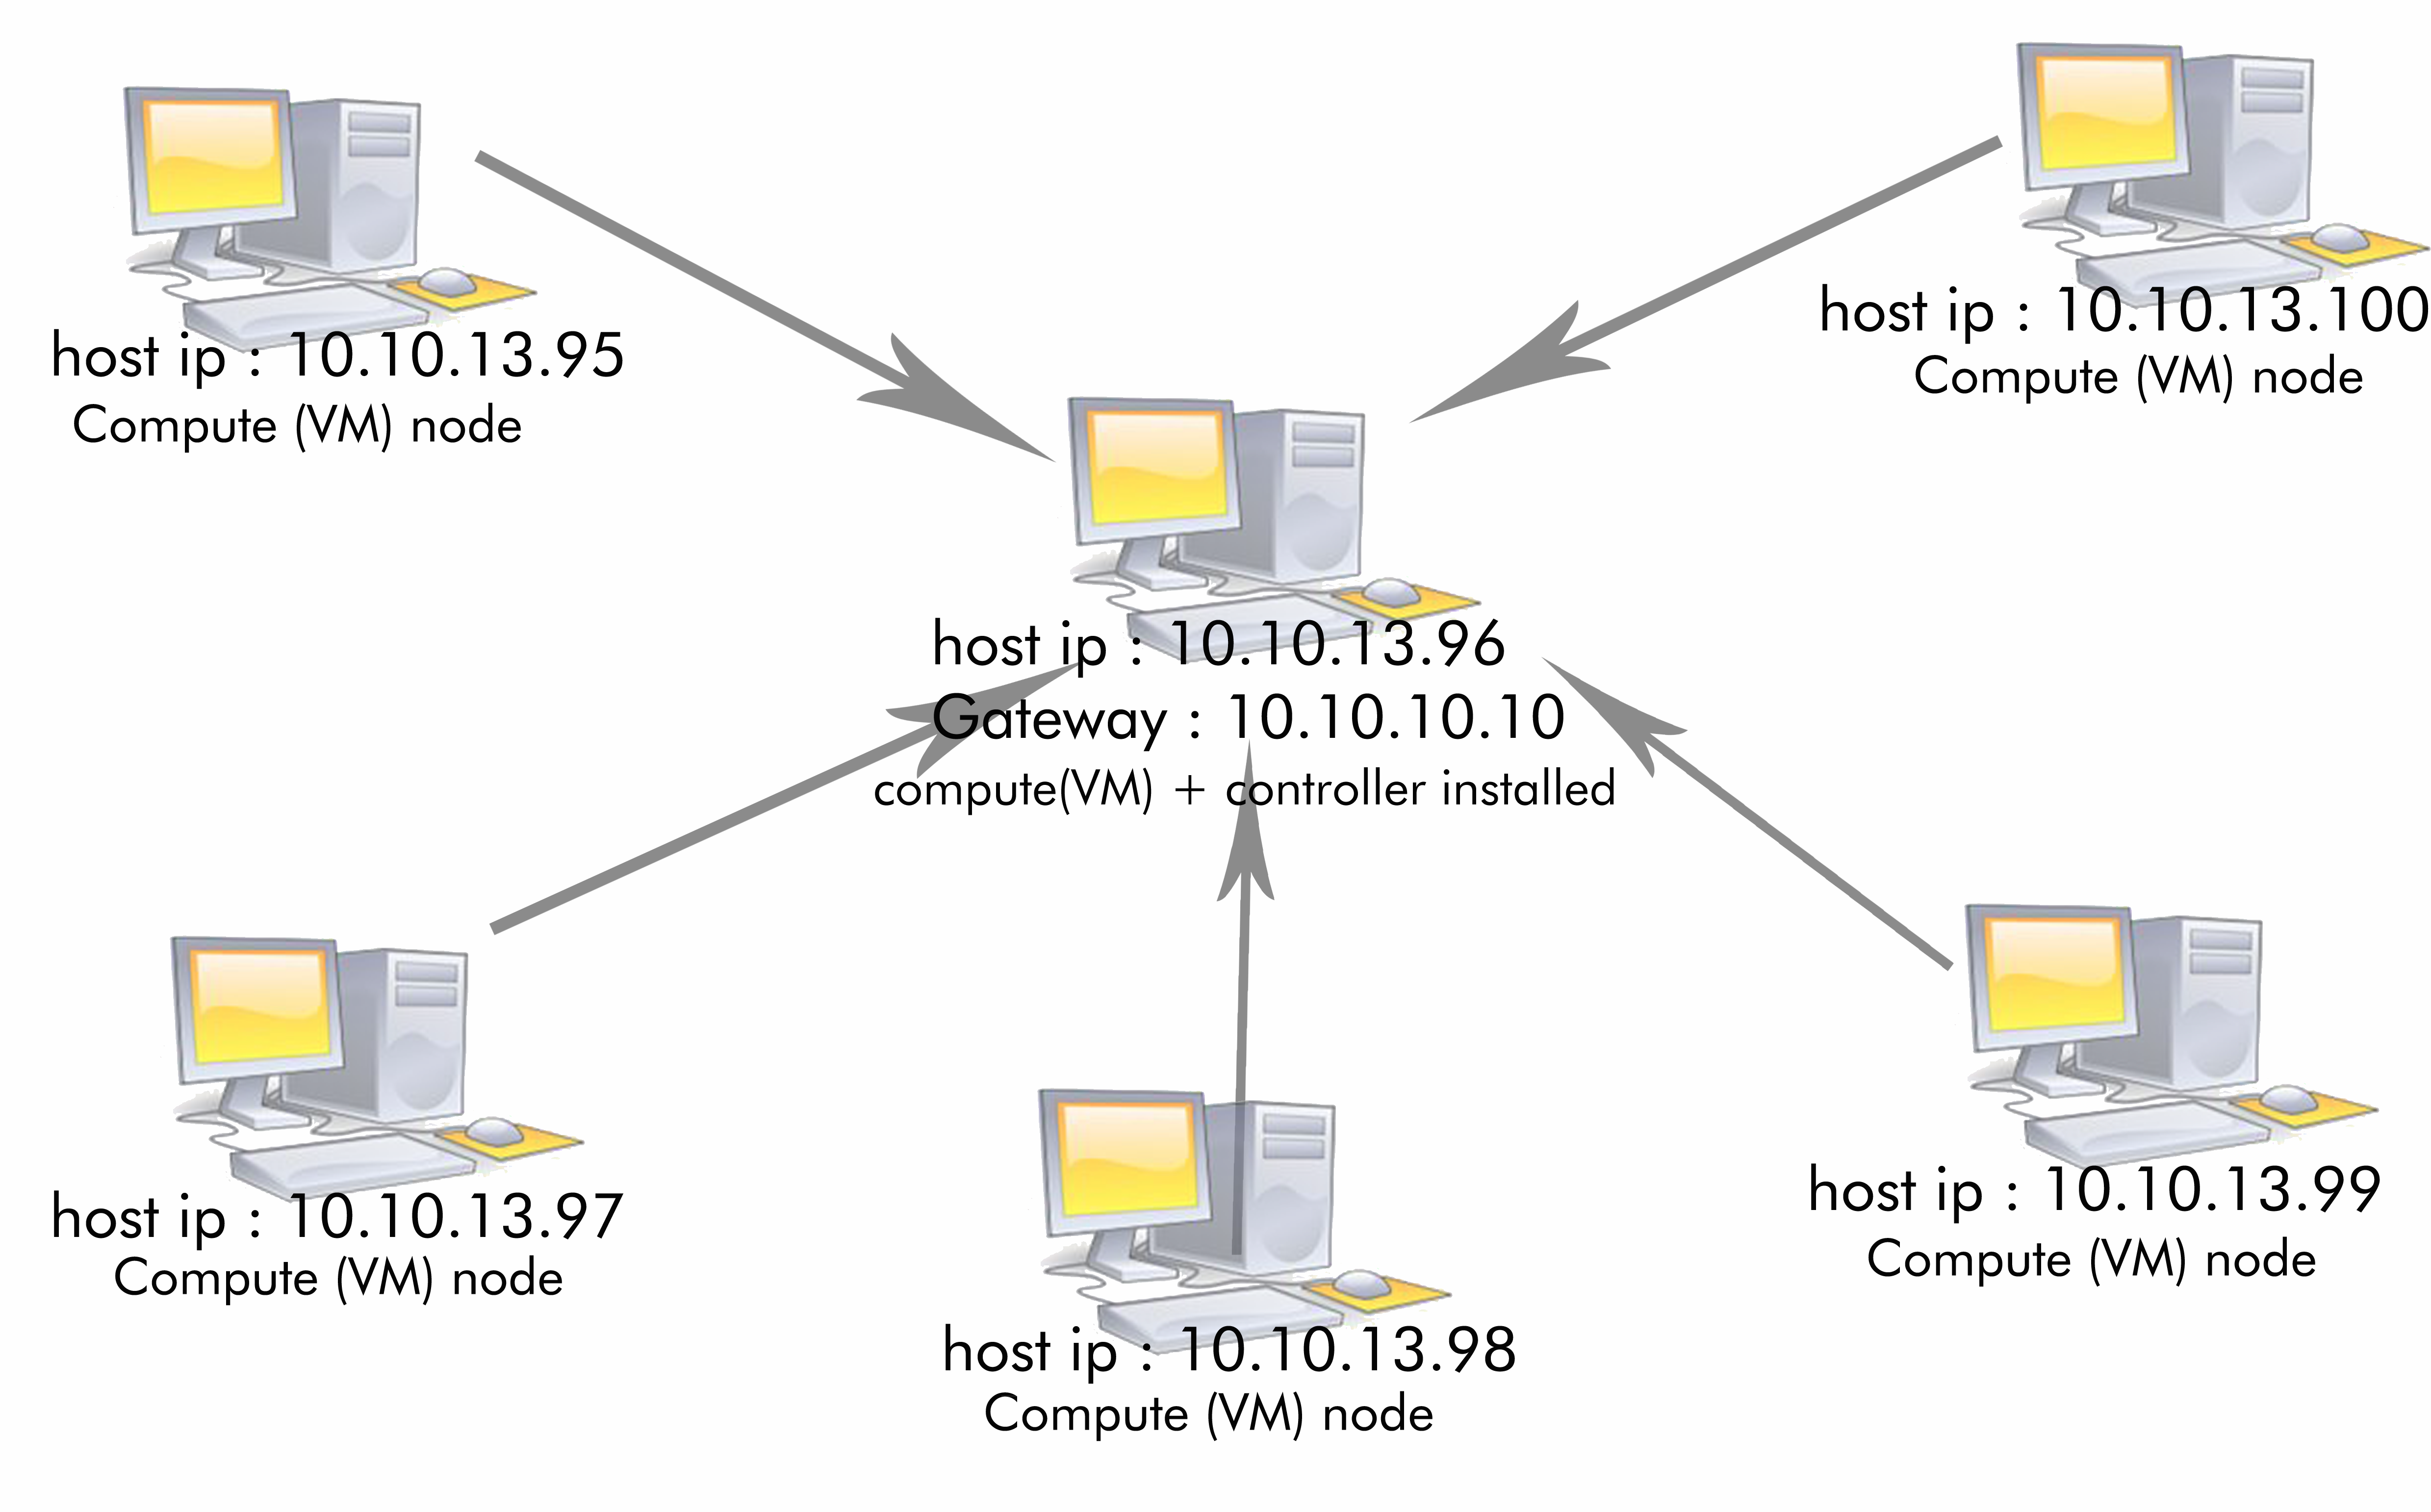 host ip : 10.10.13.95
Compute (VM) node
host ip : 10.10.13.100
Compute (VM) node
host ip : 10.10.13.96
Gateway : 10.10.10.10
compute(VM) + controller installed
host ip : 10.10.13.97
Compute (VM) node
host ip : 10.10.13.98
Compute (VM) node
host ip : 10.10.13.99
Compute (VM) node